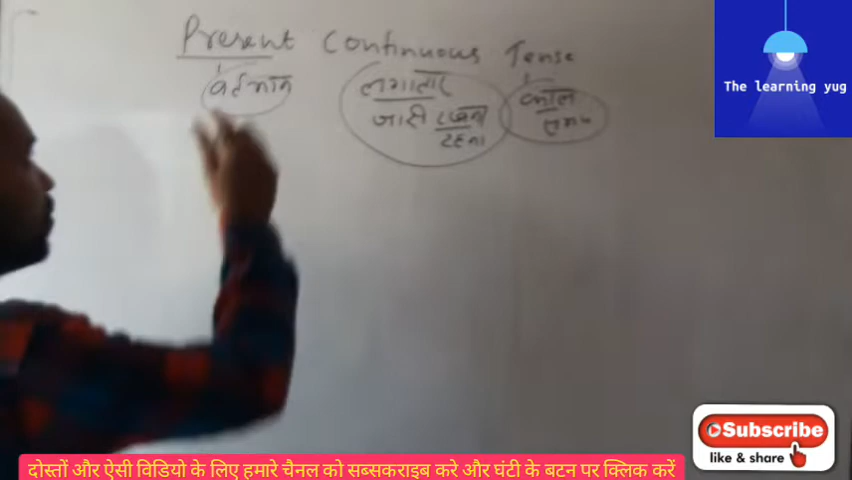 Present Continuous Tense
वर्तमान लगातार काल
जारी रखना समय
रहना
The learning yug
Subscribe
like & share
दोस्तों और ऐसी विडियो के लिए हमारे चैनल को सब्सकराइब करे और घंटी के बटन पर क्लिक करें